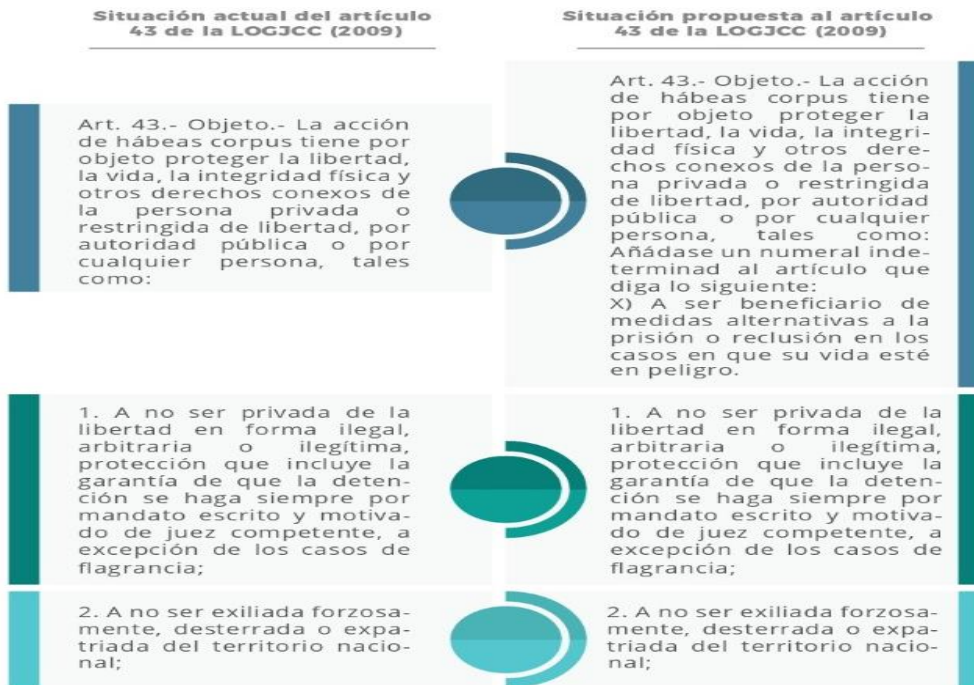 Situación actual del artículo
43 de la LOGJCC (2009)
Art. 43.- Objeto.- La acción
de hábeas corpus tiene por
objeto proteger la libertad,
la vida, la integridad física y
otros derechos conexos de
la persona privada o
restringida de libertad, por
autoridad pública o por
cualquier persona, tales
como:
1. A no ser privada de la
libertad en forma ilegal,
arbitraria o ilegítima,
protección que incluye la
garantía de que la deten-
ción se haga siempre por
mandato escrito y motiva-
do de juez competente, a
excepción de los casos de
flagrancia;
2. A no ser exiliada forzosa-
mente, desterrada o expa-
triada del territorio nacio-
nal;
Situación propuesta al artículo
43 de la LOGJCC (2009)
Art. 43.- Objeto.- La acción
de hábeas corpus tiene
por objeto proteger la
libertad, la vida, la integri-
dad física y otros dere-
chos conexos de la perso-
na privada o restringida
de libertad, por autoridad
pública o por cualquier
persona, tales como:
Añádase un numeral inde-
terminad al artículo que
diga lo siguiente:
X) A ser beneficiario de
medidas alternativas a la
prisión o reclusión en los
casos en que su vida esté
en peligro.
1. A no ser privada de la
libertad en forma ilegal,
arbitraria o ilegítima,
protección que incluye la
garantía de que la deten-
ción se haga siempre por
mandato escrito y motiva-
do de juez competente, a
excepción de los casos de
flagrancia;
2. A no ser exiliada forzosa-
mente, desterrada o expa-
triada del territorio nacio-
nal;